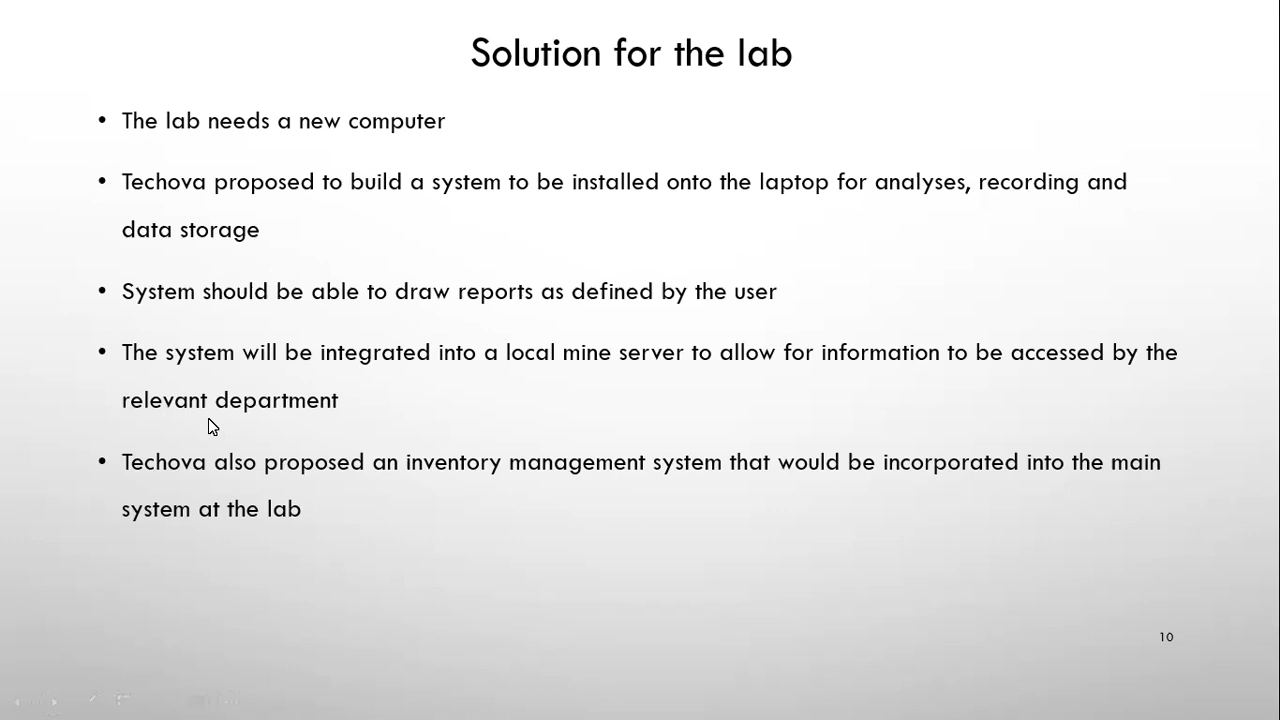 Solution for the lab
• The lab needs a new computer
• Techova proposed to build a system to be installed onto the laptop for analyses, recording and
data storage
• System should be able to draw reports as defined by the user
• The system will be integrated into a local mine server to allow for information to be accessed by the
relevant department
• Techova also proposed an inventory management system that would be incorporated into the main
system at the lab
10